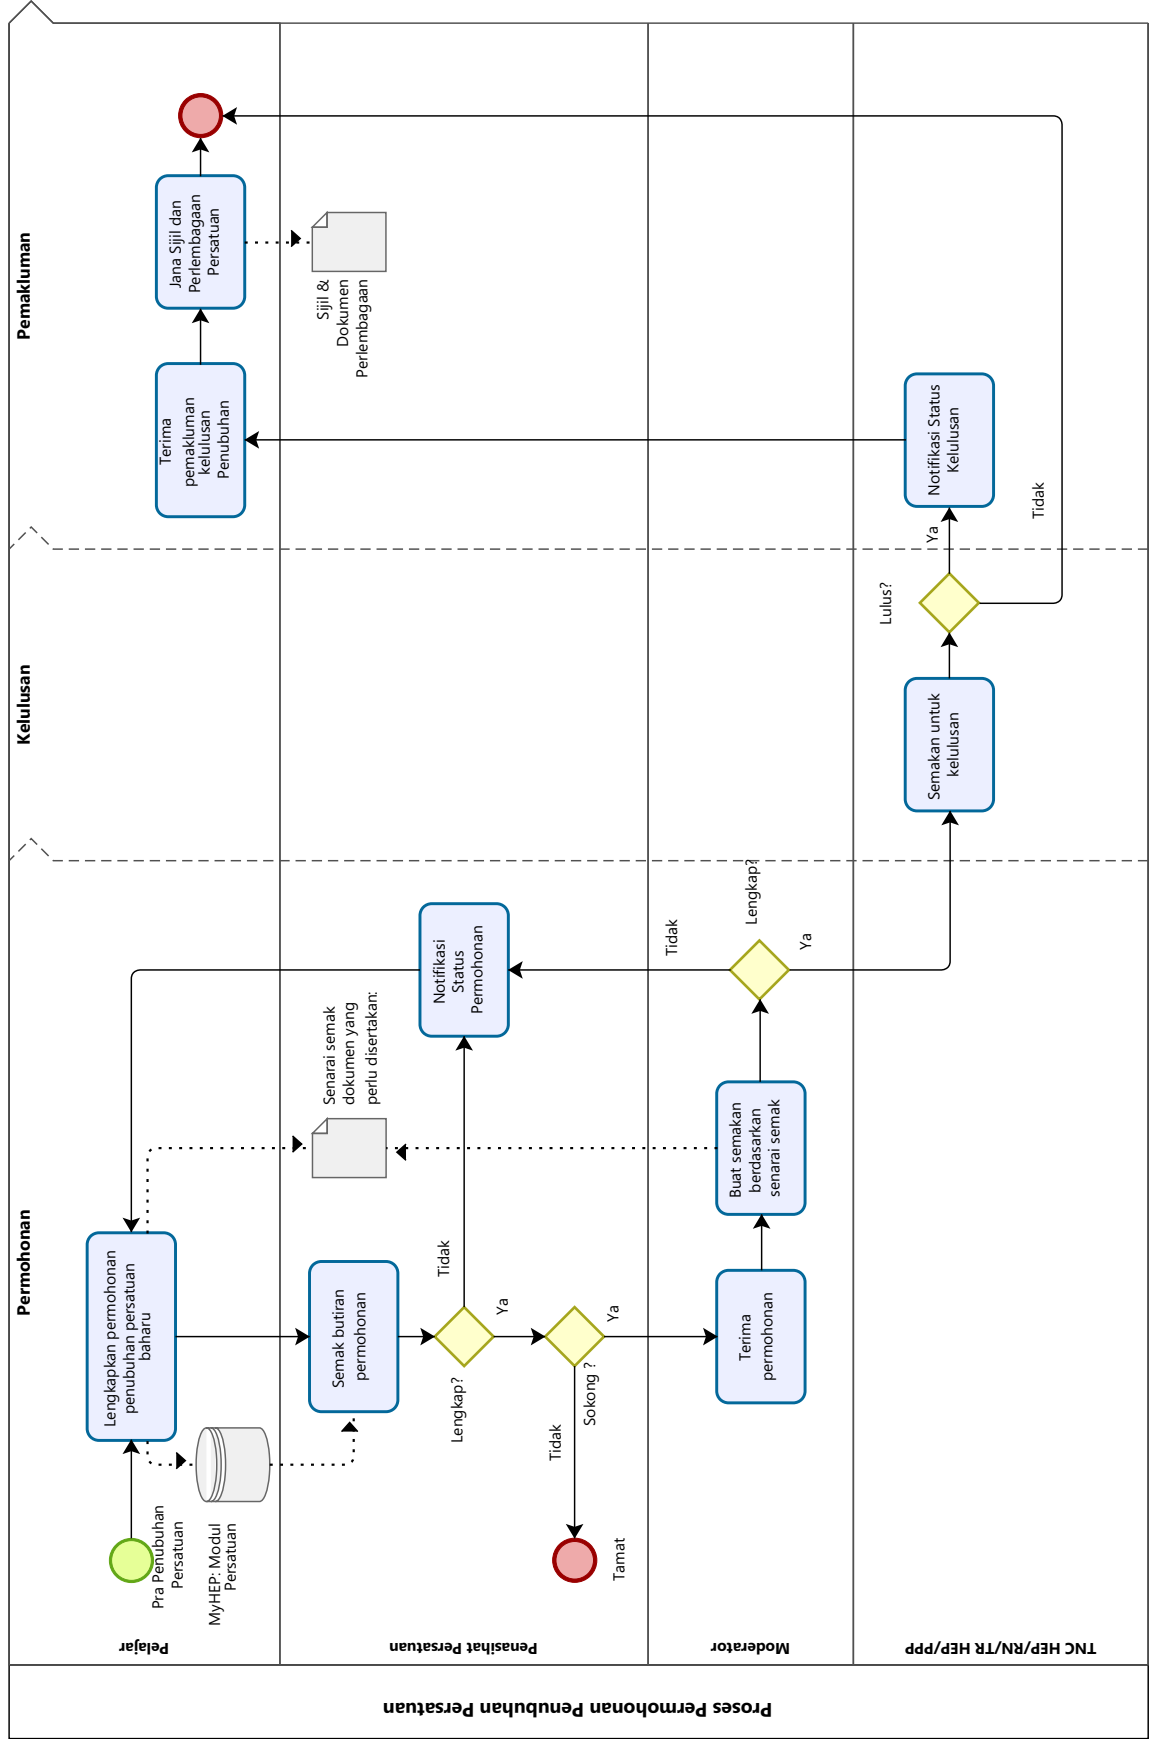 Proses Permohonan Penubuhan Persatuan
Permohonan
Kelulusan
Pemakluman
Pelajar
Pra Penubuhan
Persatuan
MyHEP: Modul
Persatuan
Lengkapkan permohonan
penubuhan persatuan
baharu
Terima
pemakluman
kelulusan
Penubuhan
Jana Sijil dan
Perlembagaan
Persatuan
Penasihat Persatuan
Semak butiran
permohonan
Senarai semak
dokumen yang
perlu disertakan:
Sijil &
Dokumen
Perlembagaan
Lengkap?
Tidak
Ya
Notifikasi
Status
Permohonan
Sokong ?
Tidak
Ya
Tamat
Moderator
Terima
permohonan
Buat semakan
berdasarkan
senarai semak
Lengkap?
Tidak
Ya
TNC HEP/RN/TR HEP/PPP
Semakan untuk
kelulusan
Lulus?
Ya
Tidak
Notifikasi Status
Kelulusan